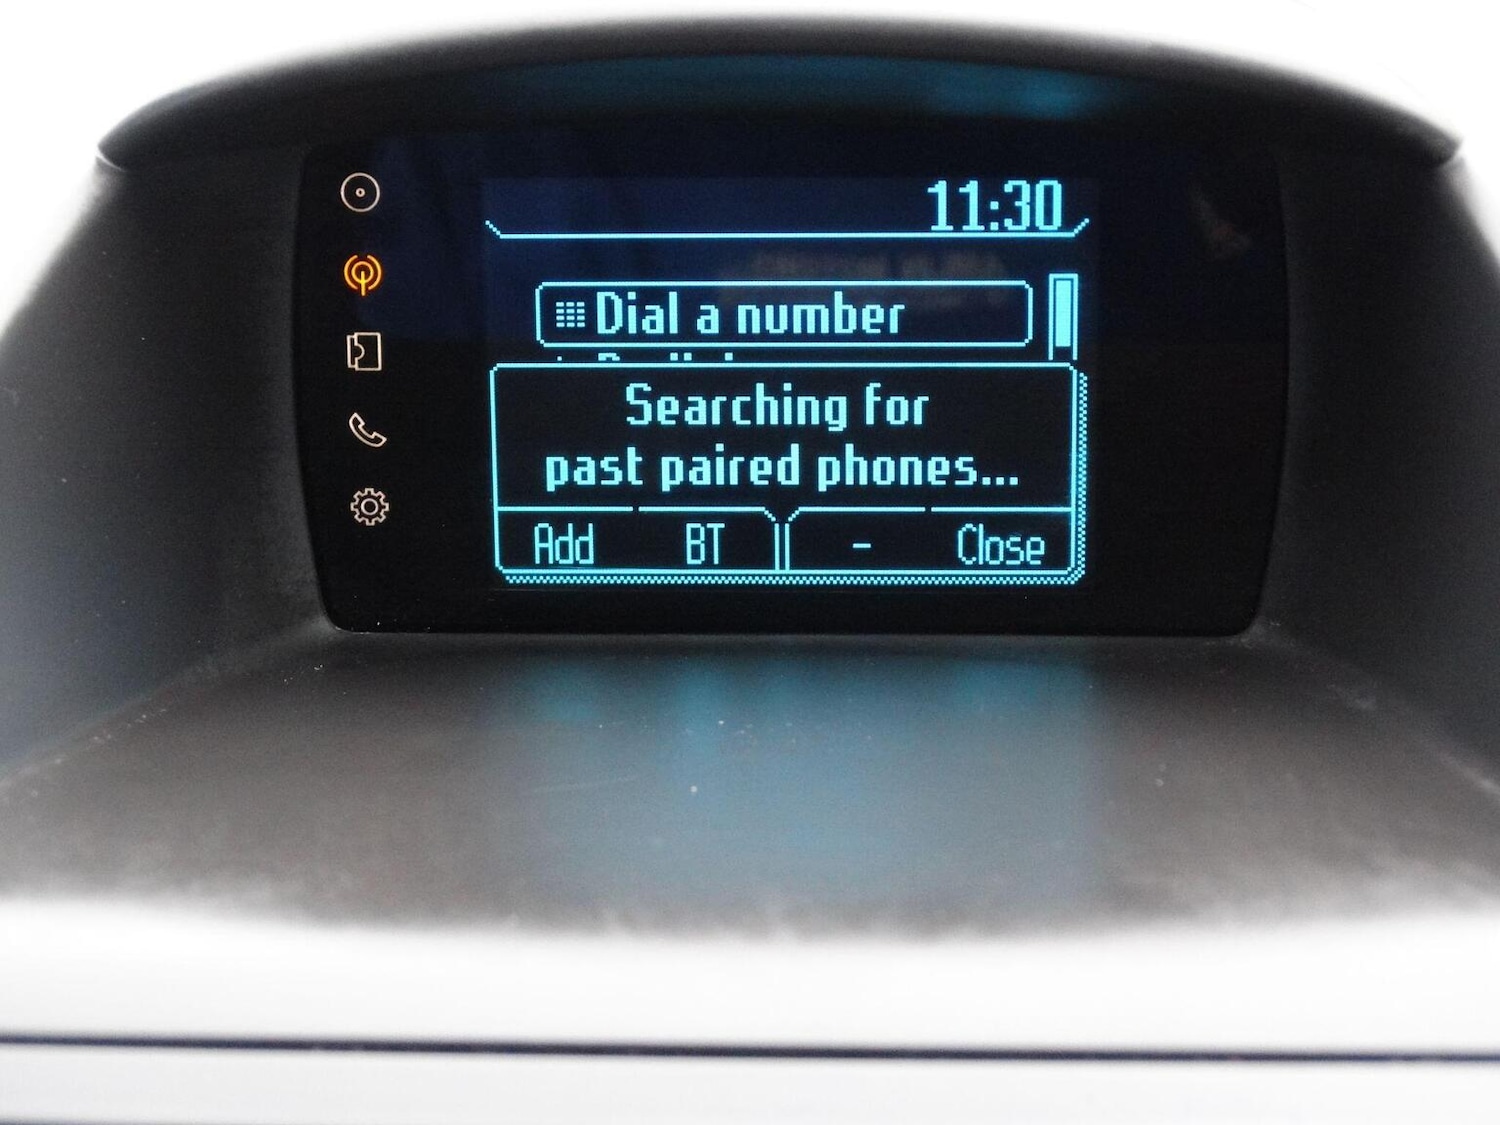 11:30
Dial a number
Searching for
past paired phones...
Add BT - Close